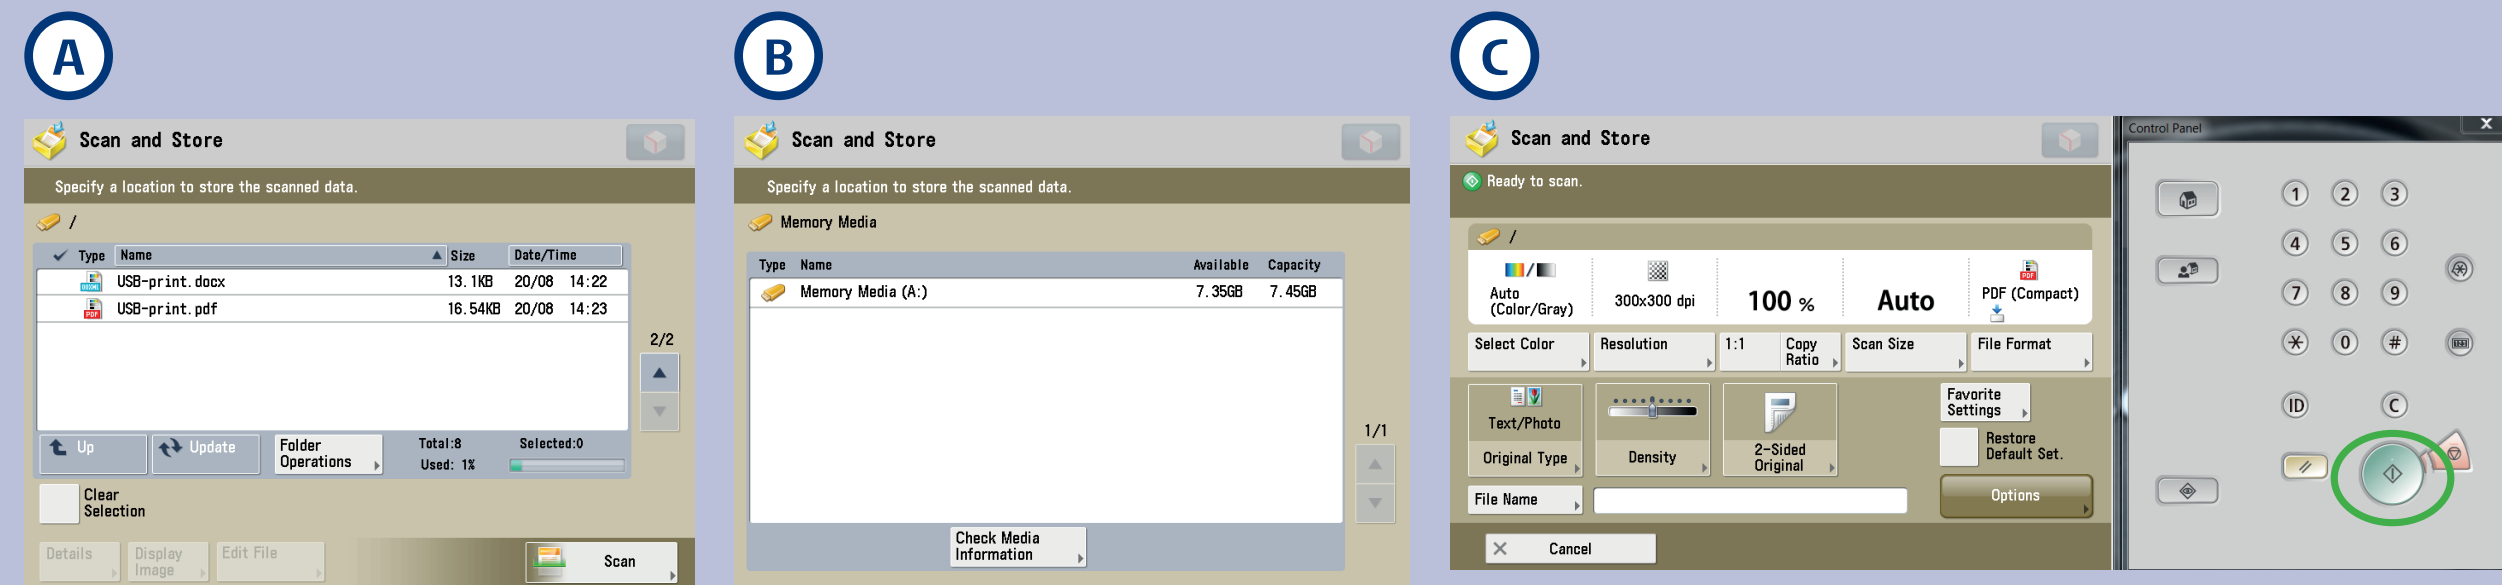 A
Scan and Store
Specify a location to store the scanned data.
/
Type Name Size Date/Time
USB-print.docx 13.1KB 20/08 14:22
PDF USB-print.pdf 16.54KB 20/08 14:23
2/2
Up
Update
Folder
Operations
Total:8
Used: 1%
Selected:0
Clear
Selection
Details
Display
Image
Edit File
Scan
B
Scan and Store
Specify a location to store the scanned data.
Memory Media
Type Name Available Capacity
Memory Media (A:) 7.35GB 7.45GB
1/1
Check Media
Information
C
Scan and Store
Ready to scan.
/
Auto
(Color/Gray)
300x300 dpi
100 %
Auto
PDF
PDF (Compact)
Select Color
Resolution
1:1
Copy
Ratio
Scan Size
File Format
Text/Photo
Original Type
Density
2-Sided
Original
Favorite
Settings
Restore
Default Set.
File Name
Options
Cancel
Control Panel
X
1 2 3
4 5 6
7 8 9
* 0 #
ID C